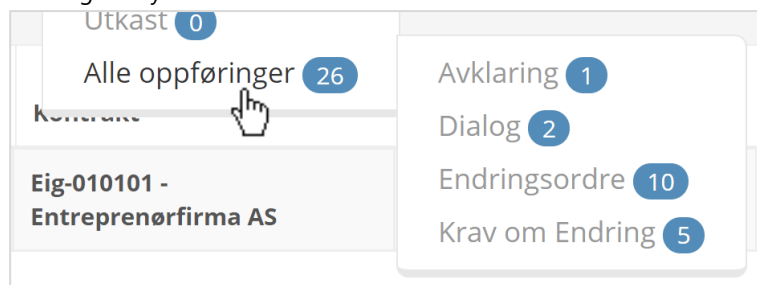 Utkast 0
Alle oppføringer 26
Kontrakt
Eig-010101 -
Entreprenørfirma AS
Avklaring 1
Dialog 2
Endringsordre 10
Krav om Endring 5